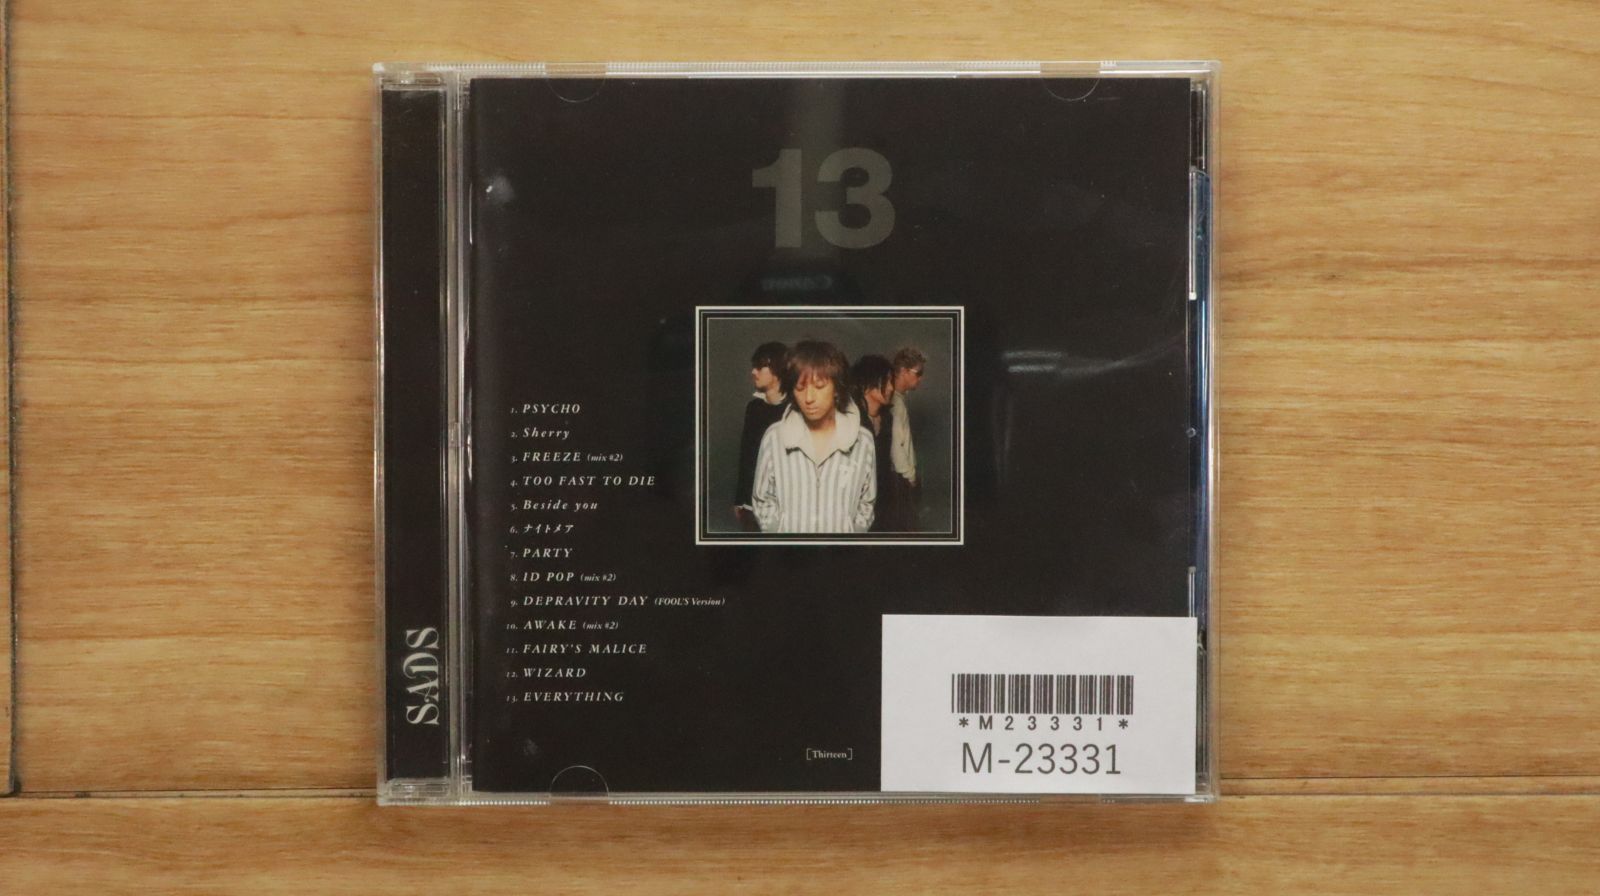 13
1. PSYCHO
2. Sherry
3. FREEZE (mix #2)
4. TOO FAST TO DIE
5. Beside you
6. ナイトメア
7. PARTY
8. ID POP (mix #2)
9. DEPRAVITY DAY (FOOL'S Version)
10. AWAKE (mix #2)
11. FAIRY'S MALICE
12. WIZARD
13. EVERYTHING
[Thirteen]
SADS
*M23331*
M-23331